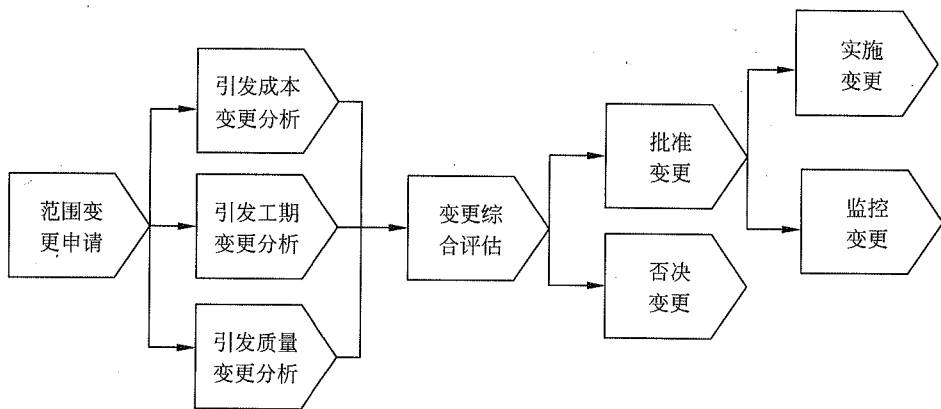 范围变
更申请
引发成本
变更分析
引发工期
变更分析
引发质量
变更分析
变更综
合评估
批准
变更
否决
变更
实施
变更
监控
变更